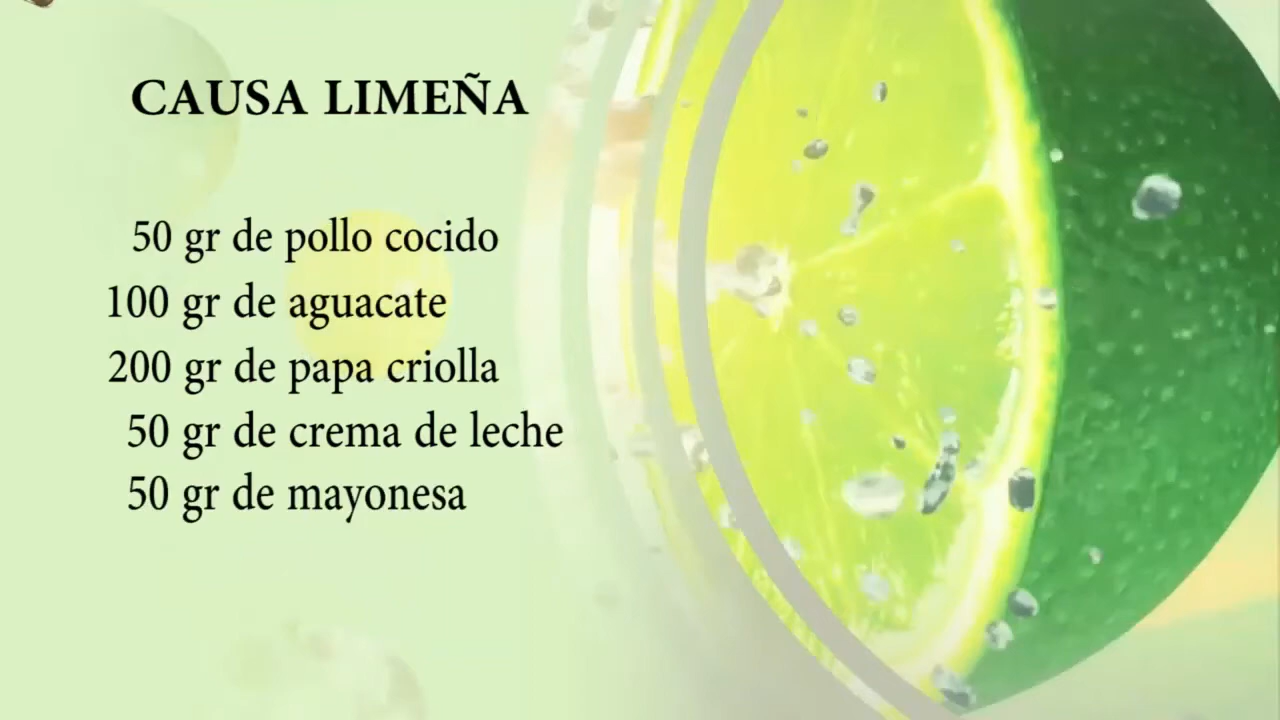 CAUSA LIMEÑA
50 gr de pollo cocido
100 gr de aguacate
200 gr de papa criolla
50 gr de crema de leche
50 gr de mayonesa